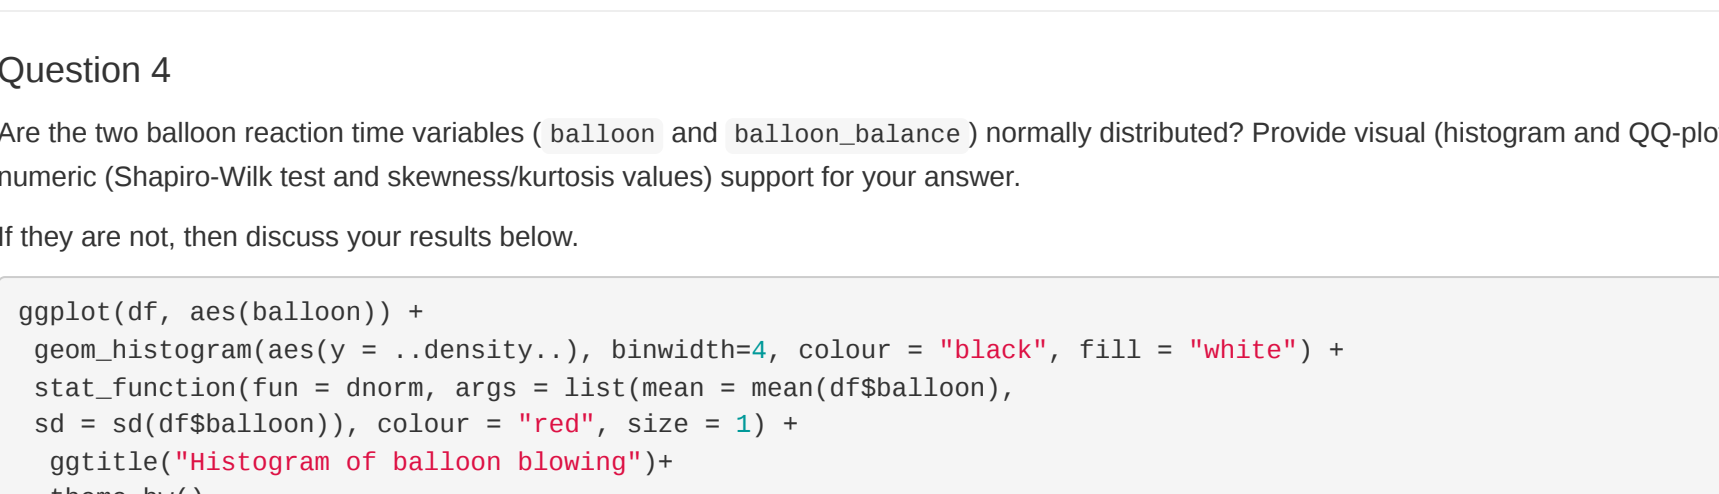 Question 4
Are the two balloon reaction time variables ( balloon and balloon_balance ) normally distributed? Provide visual (histogram and QQ-plo
numeric (Shapiro-Wilk test and skewness/kurtosis values) support for your answer.
If they are not, then discuss your results below.
ggplot(df, aes(balloon)) +
geom_histogram(aes(y = ..density..), binwidth=4, colour = "black", fill = "white") +
stat_function(fun = dnorm, args = list(mean = mean(df$balloon),
sd = sd(df$balloon)), colour = "red", size = 1) +
ggtitle("Histogram of balloon blowing")+